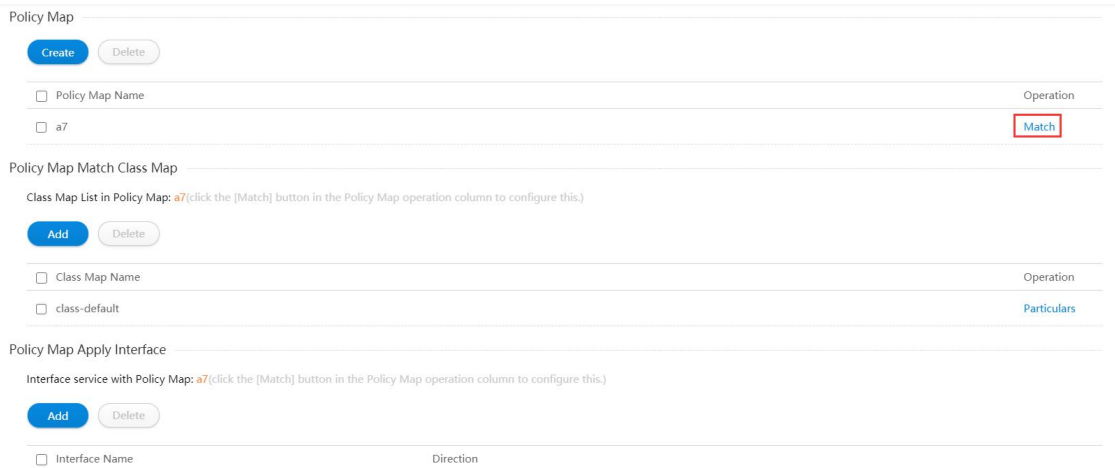 Policy Map
Create Delete
Policy Map Name Operation
a7 Match
Policy Map Match Class Map
Class Map List in Policy Map: a7(click the [Match] button in the Policy Map operation column to configure this.)
Add Delete
Class Map Name Operation
class-default Particulars
Policy Map Apply Interface
Interface service with Policy Map: a7(click the [Match] button in the Policy Map operation column to configure this.)
Add Delete
Interface Name Direction